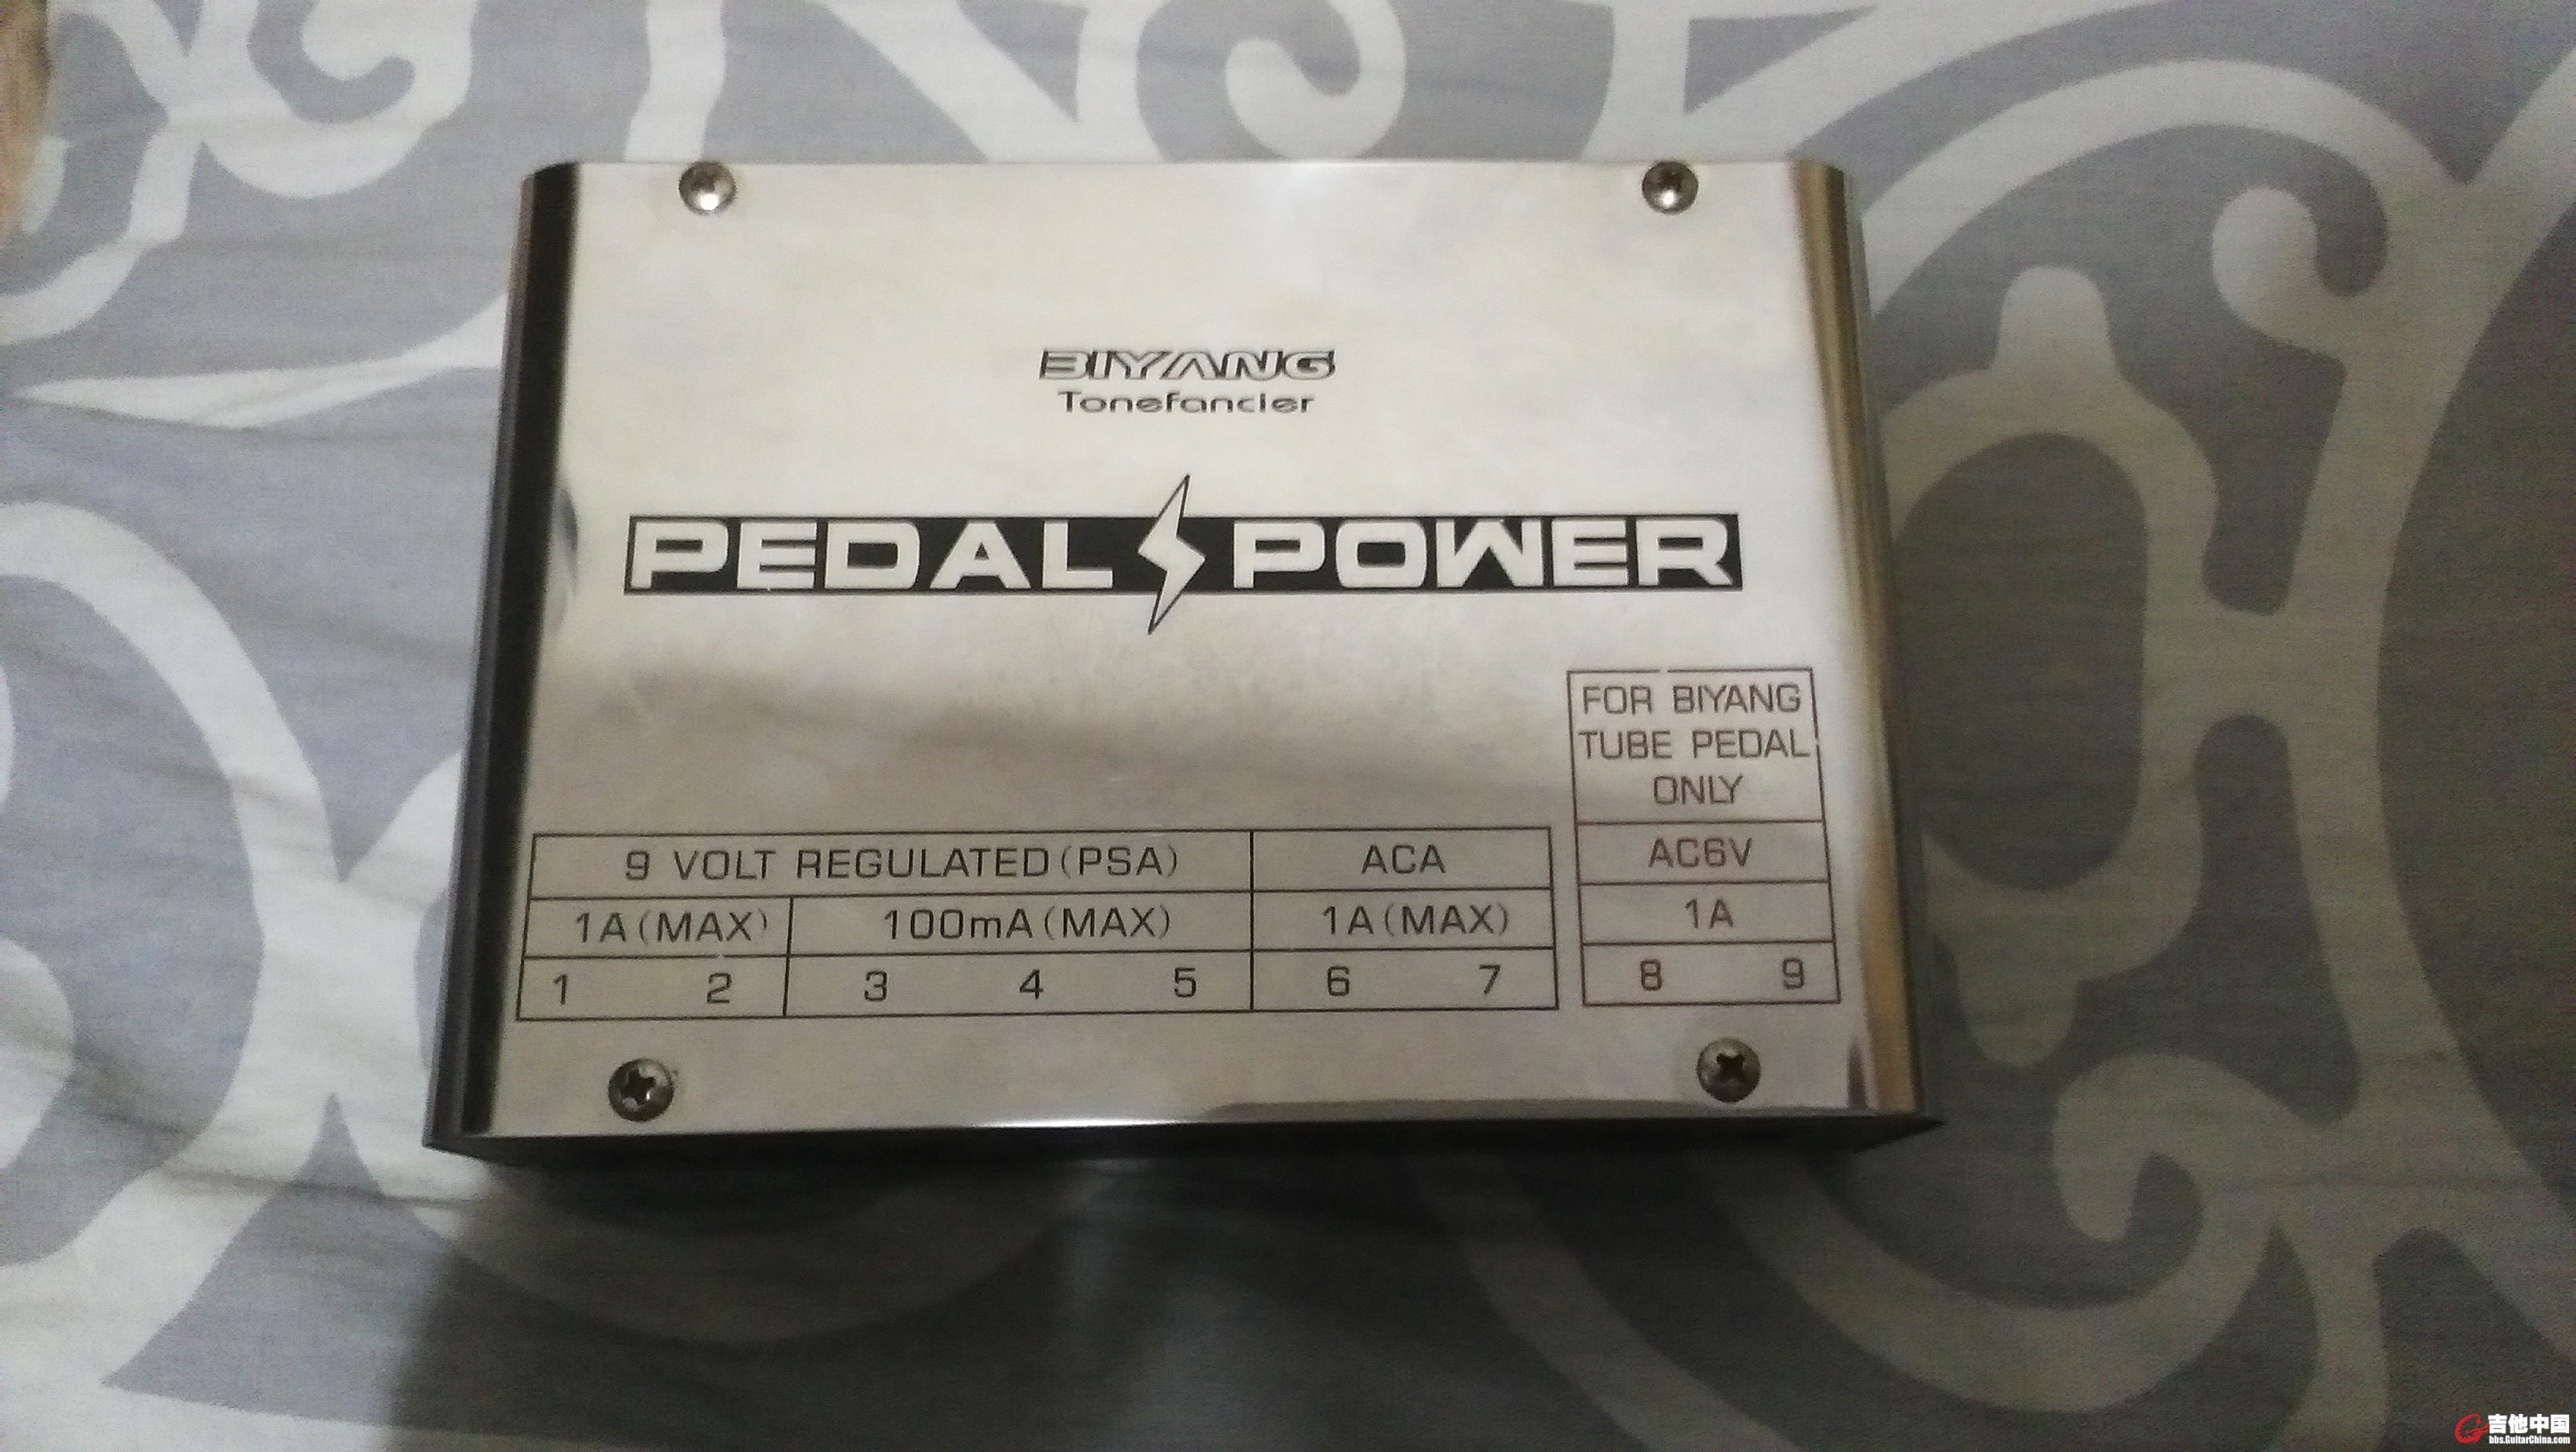 BIYANG
Tonefancier
PEDAL POWER
FOR BIYANG
TUBE PEDAL
ONLY
9 VOLT REGULATED(PSA) ACA AC6V
1A(MAX) 100mA(MAX) 1A(MAX) 1A
1 2 3 4 5 6 7 8 9
吉他中国
bbs.GuitarChina.com